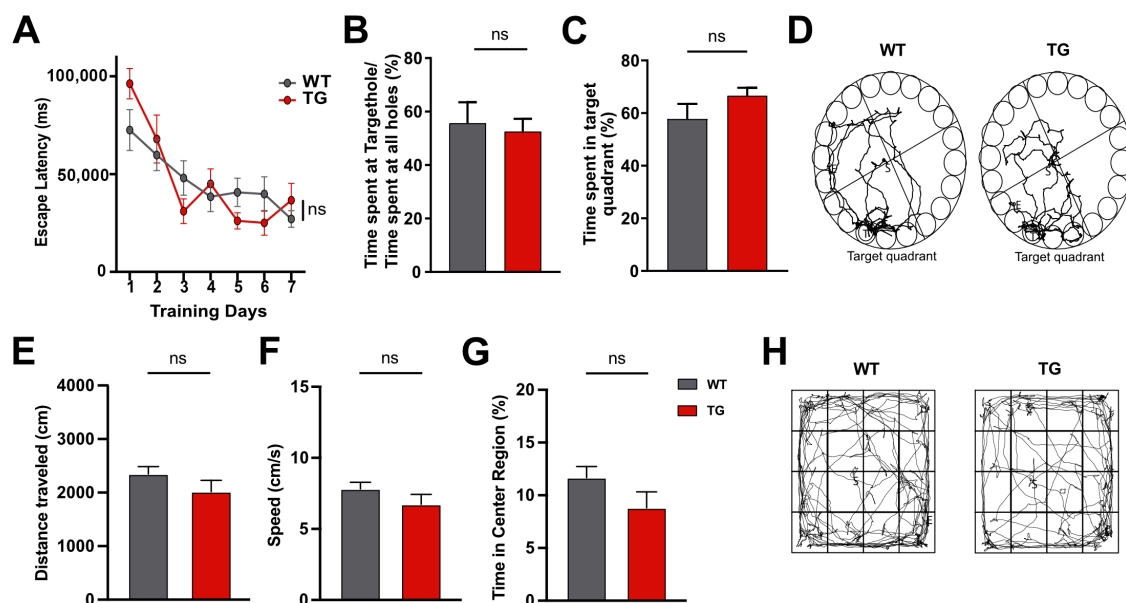 A
Escape Latency (ms)
100,000
50,000
0
1 2 3 4 5 6 7
Training Days
WT
TG
ns
B
ns
Time spent at Targethole/
Time spent at all holes (%)
80
60
40
20
0
C
ns
Time spent in target
quadrant (%)
80
60
40
20
0
D
WT
TG
S
S
E
Target quadrant
Target quadrant
E
ns
Distance traveled (cm)
4000
3000
2000
1000
0
F
ns
Speed (cm/s)
15
10
5
0
WT
TG
G
ns
Time in Center Region (%)
20
15
10
5
0
H
WT
TG
S
S
E